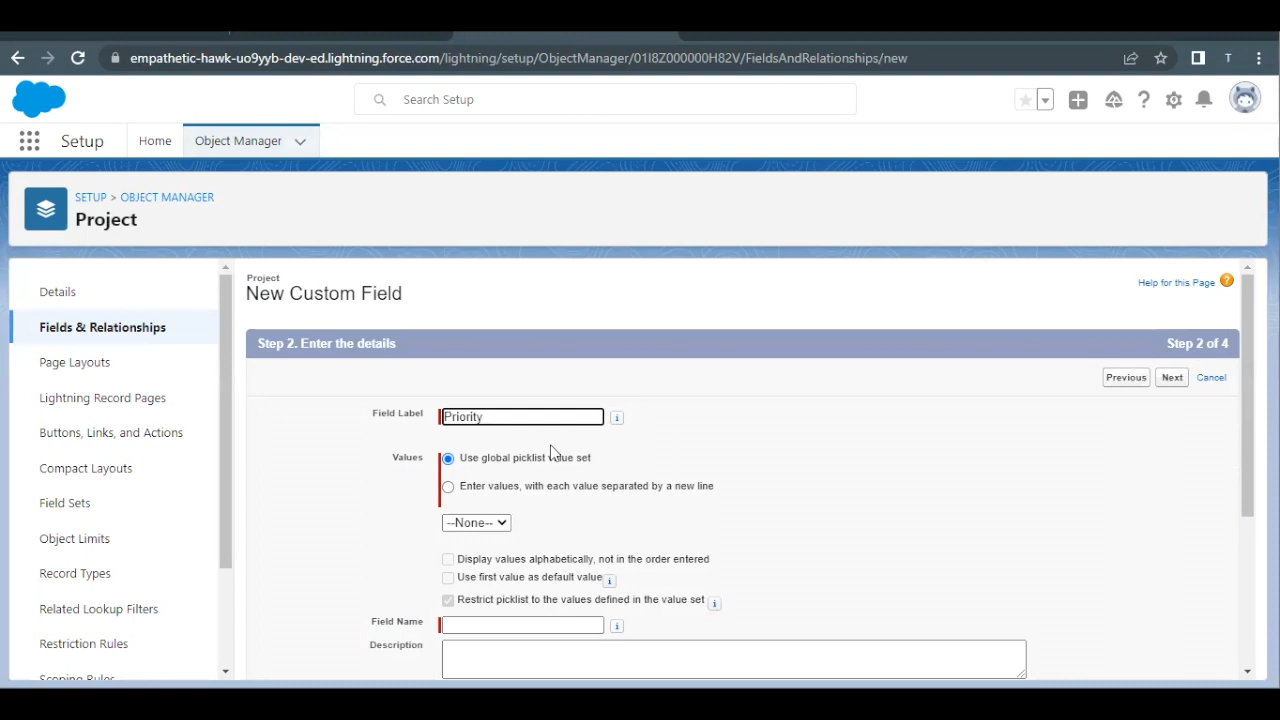 empathetic-hawk-uo9yyb-dev-ed.lightning.force.com/lightning/setup/ObjectManager/01I8Z000000H82V/FieldsAndRelationships/new
T
Search Setup
Setup
Home
Object Manager
SETUP > OBJECT MANAGER
Project
Details
Fields & Relationships
Page Layouts
Lightning Record Pages
Buttons, Links, and Actions
Compact Layouts
Field Sets
Object Limits
Record Types
Related Lookup Filters
Restriction Rules
Scoping Rules
Project
New Custom Field
Help for this Page
Step 2. Enter the details
Step 2 of 4
Previous
Next
Cancel
Field Label
Priority
Values
Use global picklist value set
Enter values, with each value separated by a new line
--None--
Display values alphabetically, not in the order entered
Use first value as default value
Restrict picklist to the values defined in the value set
Field Name
Description